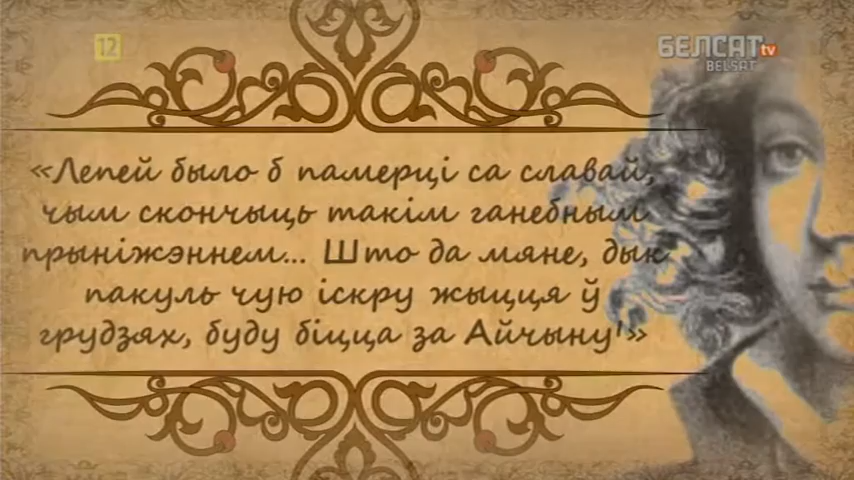 12
БЕЛСАТ tv
BELSAT
«Лепей было б памерці са славай,
чым скончыць такім ганебным
прыніжэннем... Што да мяне, дык
пакуль чую іскру жыцця ў
грудзях, буду біцца за Айчыну!»